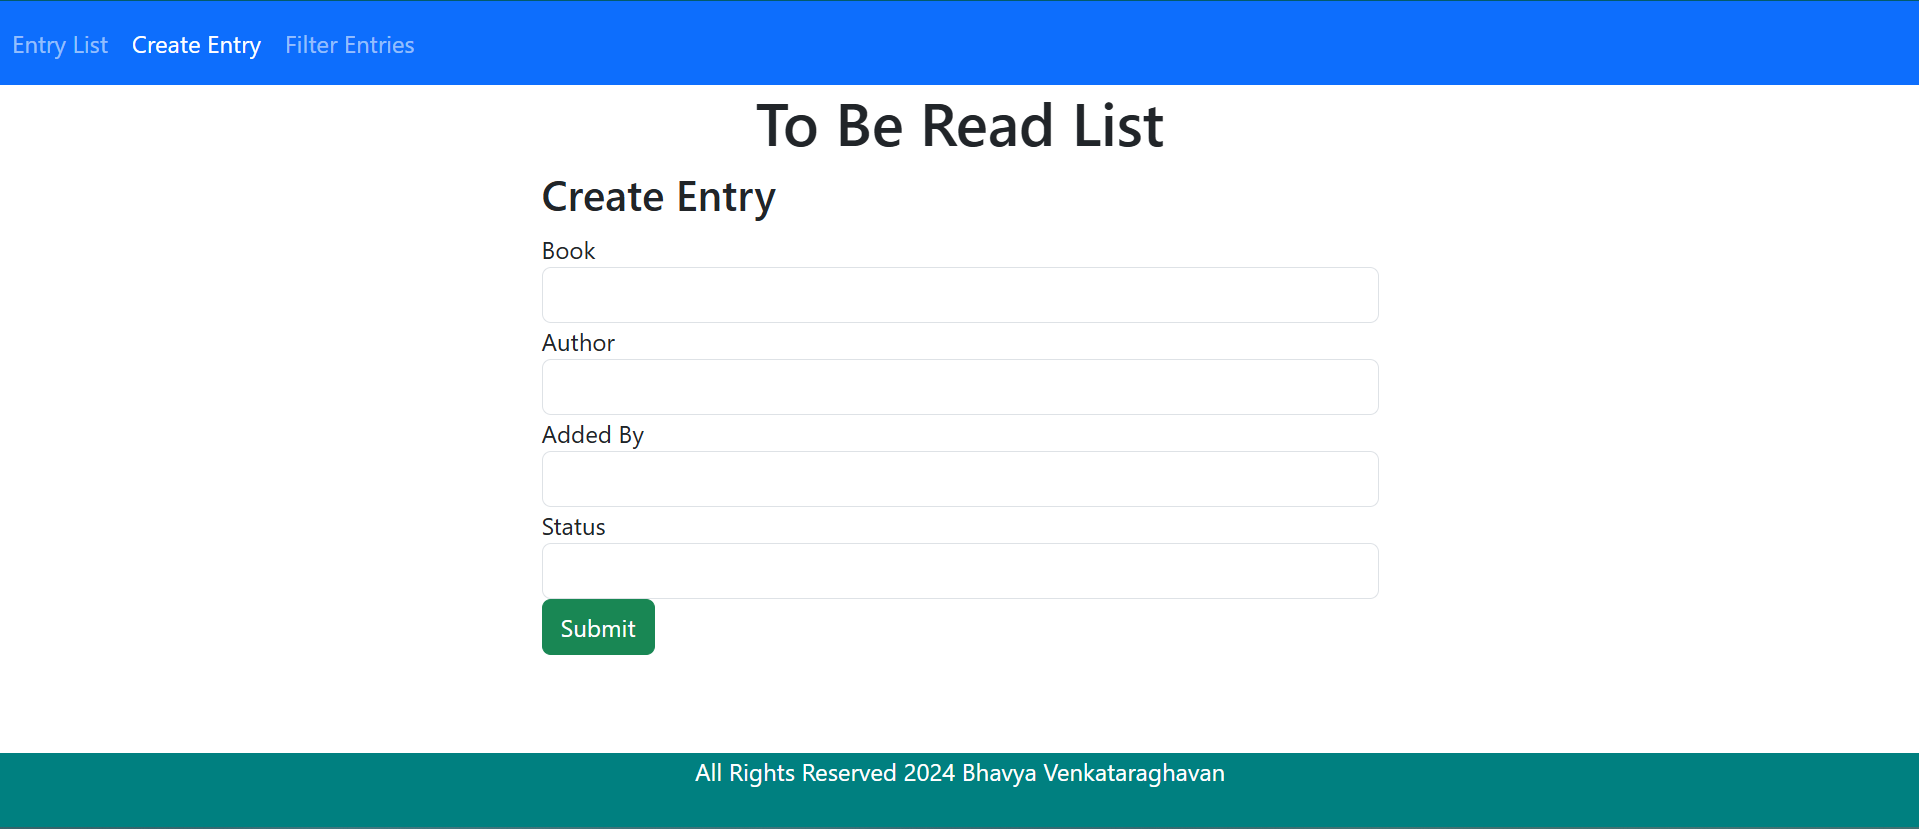 Entry List Create Entry Filter Entries
To Be Read List
Create Entry
Book
Author
Added By
Status
Submit
All Rights Reserved 2024 Bhavya Venkataraghavan